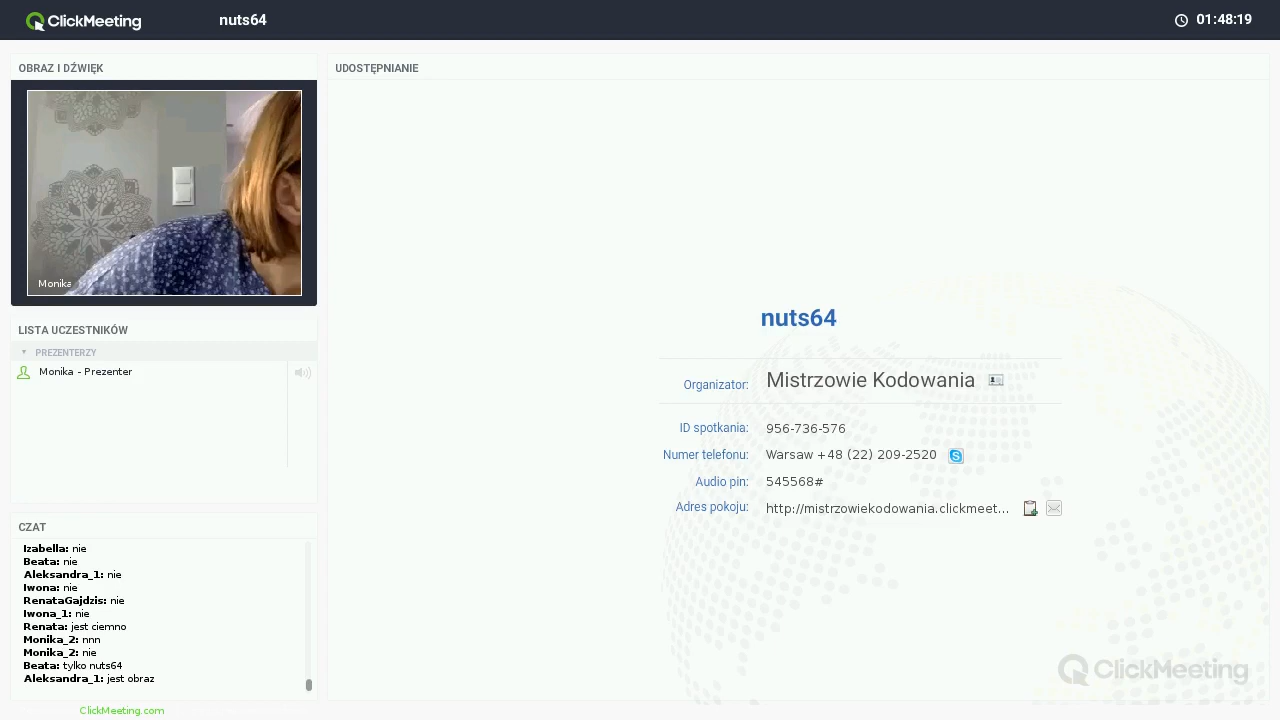 ClickMeeting
nuts64
01:48:19
OBRAZ I DŹWIĘK
Monika
LISTA UCZESTNIKÓW
PREZENTERZY
Monika - Prezenter
CZAT
Izabella: nie
Beata: nie
Aleksandra_1: nie
Iwona: nie
RenataGajdzis: nie
Iwona_1: nie
Renata: jest ciemno
Monika_2: nnn
Monika_2: nie
Beata: tylko nuts64
Aleksandra_1: jest obraz
ClickMeeting.com
UDOSTĘPNIANIE
nuts64
Organizator: Mistrzowie Kodowania
ID spotkania: 956-736-576
Numer telefonu: Warsaw +48 (22) 209-2520
Audio pin: 545568#
Adres pokoju: http://mistrzowiekodowania.clickmeet...
ClickMeeting